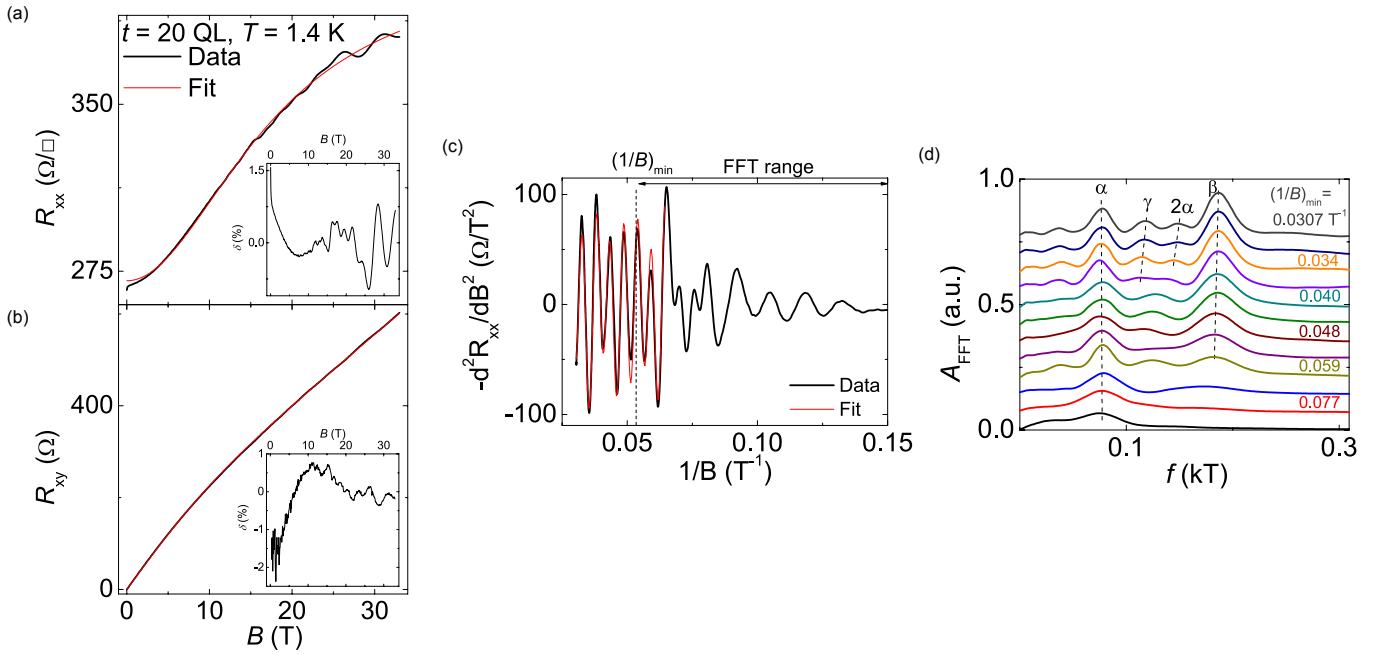 (a)
t = 20 QL, T = 1.4 K
Data
Fit
350
275
R_xx (Ω/□)
B (T)
0 10 20 30
1.5
0.0
δ (%)
(b)
400
0
R_xy (Ω)
B (T)
0 10 20 30
1
0
-1
-2
δ (%)
0 10 20 30
B (T)
(c)
(1/B)_min
FFT range
100
0
-100
-d²R_xx/dB² (Ω/T²)
Data
Fit
0.05 0.10 0.15
1/B (T⁻¹)
(d)
1.0
0.5
0.0
A_FFT (a.u.)
α γ 2α β
(1/B)_min=
0.0307 T⁻¹
0.034
0.040
0.048
0.059
0.077
0.1 0.3
f (kT)